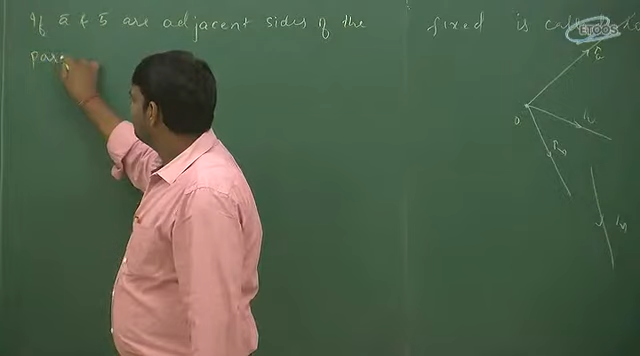 If a̅ & b̅ are adjacent sides of the
par
fixed is called
ETOOS
O